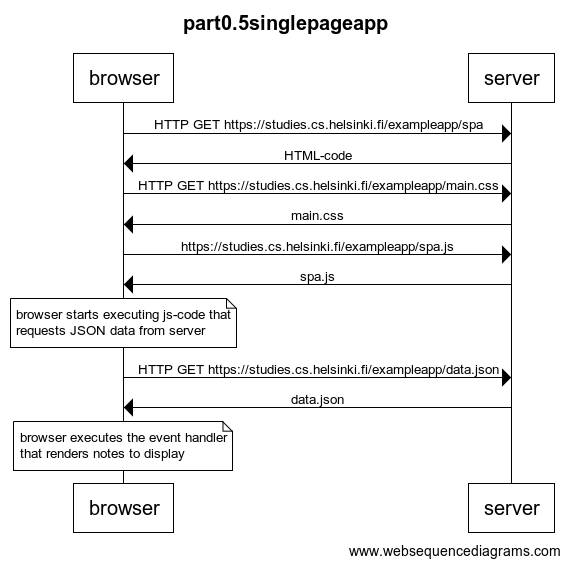 part0.5singlepageapp
browser
server
HTTP GET https://studies.cs.helsinki.fi/exampleapp/spa
HTML-code
HTTP GET https://studies.cs.helsinki.fi/exampleapp/main.css
main.css
https://studies.cs.helsinki.fi/exampleapp/spa.js
spa.js
browser starts executing js-code that
requests JSON data from server
HTTP GET https://studies.cs.helsinki.fi/exampleapp/data.json
data.json
browser executes the event handler
that renders notes to display
browser
server
www.websequencediagrams.com